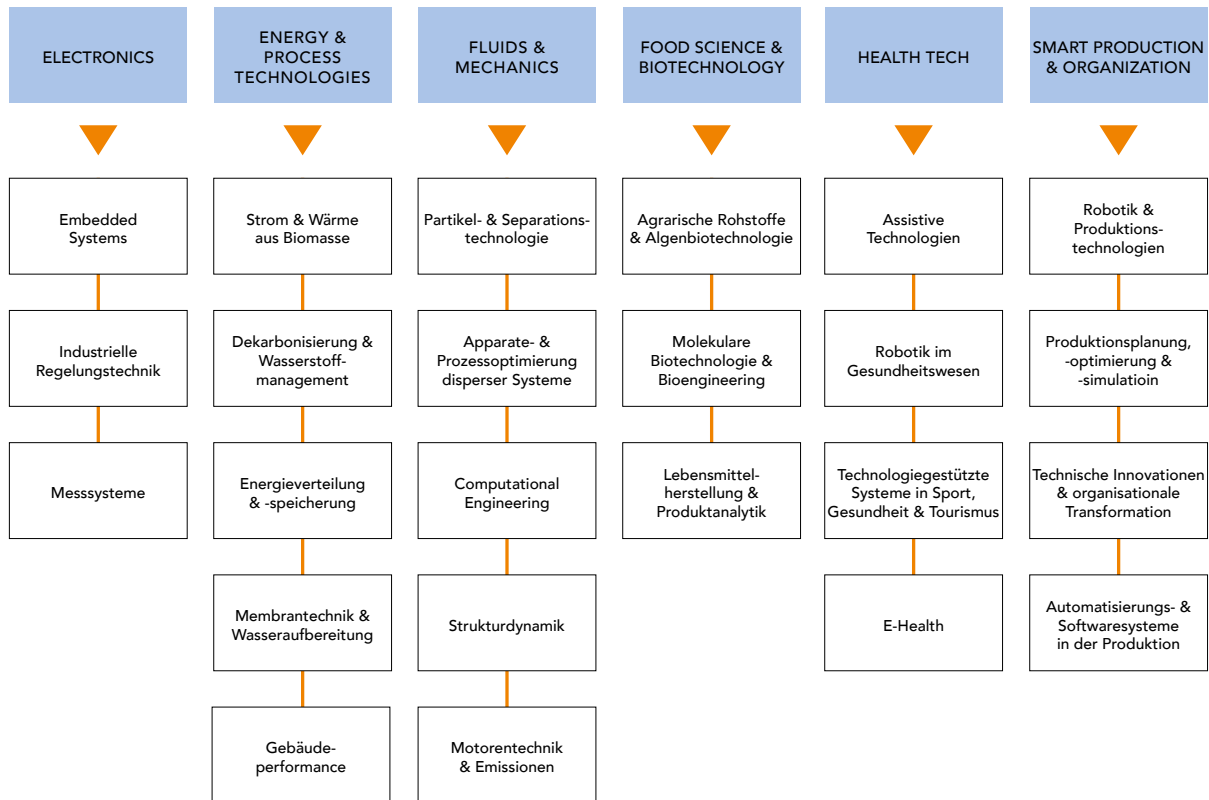 ELECTRONICS
Embedded
Systems
Industrielle
Regelungstechnik
Messsysteme
ENERGY &
PROCESS
TECHNOLOGIES
Strom & Wärme
aus Biomasse
Dekarbonisierung &
Wasserstoff-
management
Energieverteilung
& -speicherung
Membrantechnik &
Wasseraufbereitung
Gebäude-
performance
FLUIDS &
MECHANICS
Partikel- & Separations-
technologie
Apparate- &
Prozessoptimierung
disperser Systeme
Computational
Engineering
Strukturdynamik
Motorentechnik
& Emissionen
FOOD SCIENCE &
BIOTECHNOLOGY
Agrarische Rohstoffe
& Algenbiotechnologie
Molekulare
Biotechnologie &
Bioengineering
Lebensmittel-
herstellung &
Produktanalytik
HEALTH TECH
Assistive
Technologien
Robotik im
Gesundheitswesen
Technologiegestützte
Systeme in Sport,
Gesundheit & Tourismus
E-Health
SMART PRODUCTION
& ORGANIZATION
Robotik &
Produktions-
technologien
Produktionsplanung,
-optimierung &
-simulatioin
Technische Innovationen
& organisationale
Transformation
Automatisierungs- &
Softwaresysteme
in der Produktion